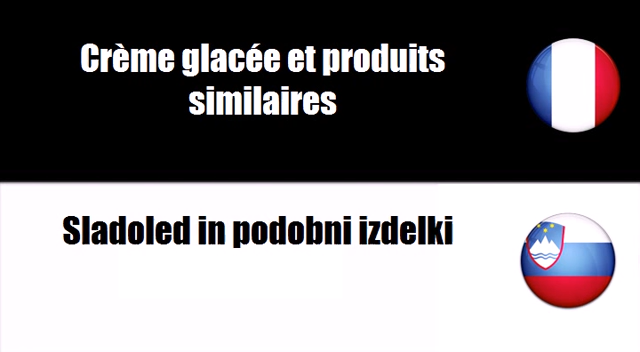 Crème glacée et produits
similaires
Sladoled in podobni izdelki